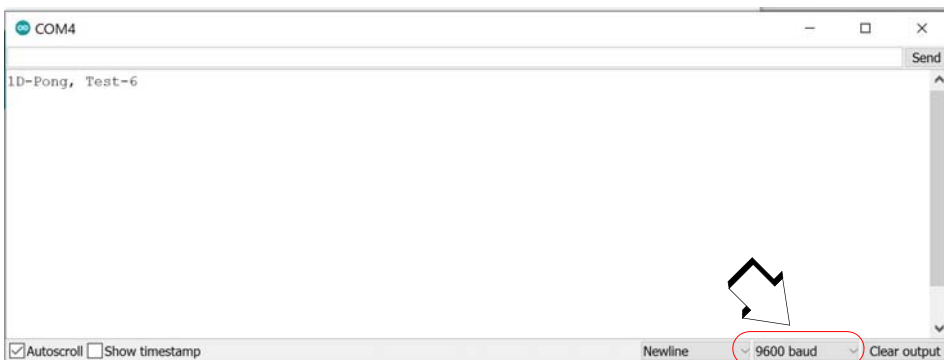 COM4
Send
1D-Pong, Test-6
Autoscroll Show timestamp Newline 9600 baud Clear output